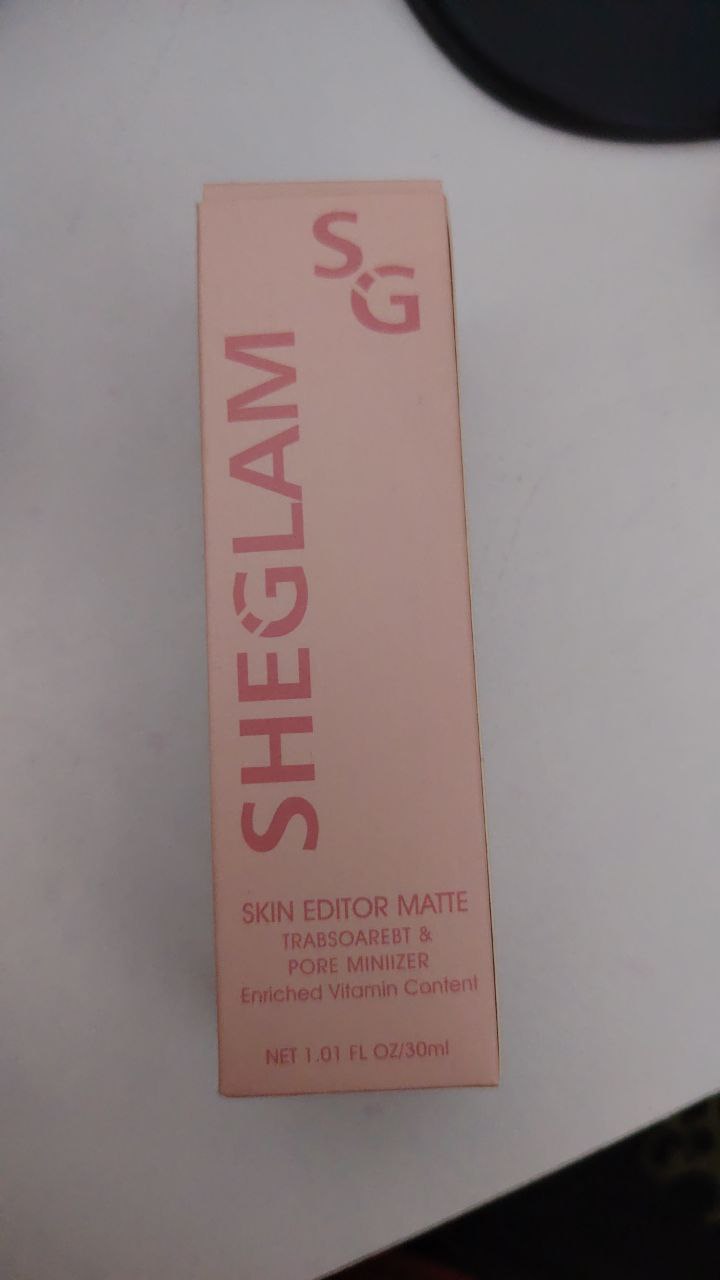 SG
SHEGLAM
SKIN EDITOR MATTE
TRABSOAREBT &
PORE MINIIZER
Enriched Vitamin Content
NET 1.01 FL OZ/30ml